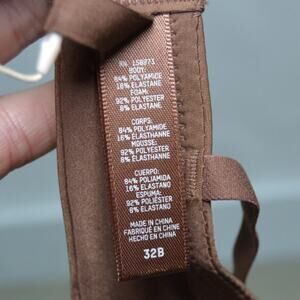 RN 158871
BODY:
84% POLYAMIDE
16% ELASTANE
FOAM:
92% POLYESTER
8% ELASTANE
CORPS:
84% POLYAMIDE
16% ÉLASTHANNE
MOUSSE:
92% POLYESTER
8% ÉLASTHANNE
CUERPO:
84% POLIAMIDA
16% ELASTANO
ESPUMA:
92% POLIÉSTER
8% ELASTANO
MADE IN CHINA
FABRIQUÉ EN CHINE
HECHO EN CHINA
32B